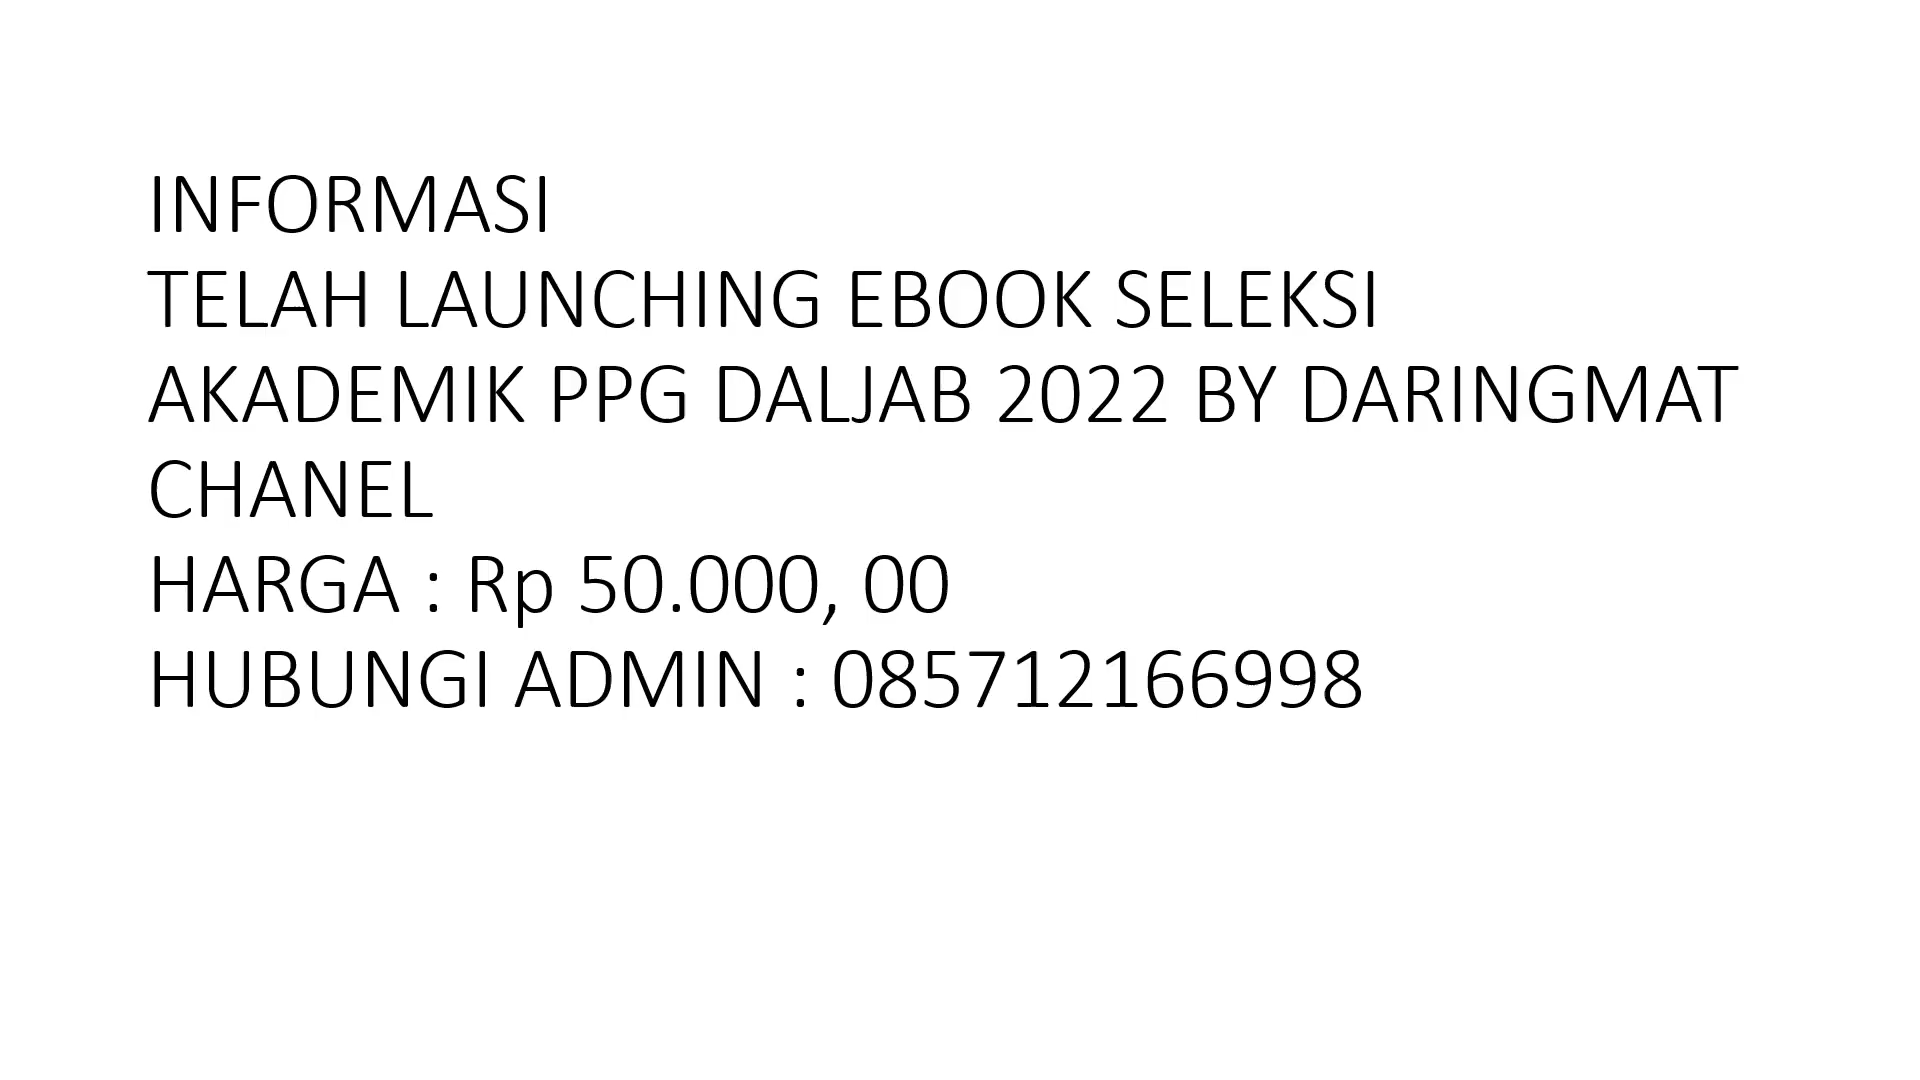 INFORMASI
TELAH LAUNCHING EBOOK SELEKSI
AKADEMIK PPG DALJAB 2022 BY DARINGMAT
CHANEL
HARGA : Rp 50.000, 00
HUBUNGI ADMIN : 085712166998